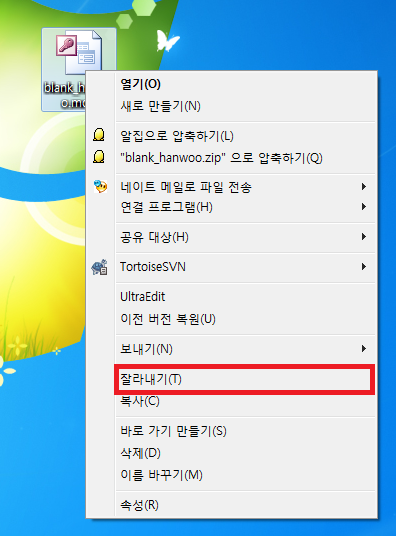 blank_h
o.m
열기(O)
새로 만들기(N)
알집으로 압축하기(L)
"blank_hanwoo.zip" 으로 압축하기(Q)
네이트 메일로 파일 전송
연결 프로그램(H)
공유 대상(H)
TortoiseSVN
UltraEdit
이전 버전 복원(U)
보내기(N)
잘라내기(T)
복사(C)
바로 가기 만들기(S)
삭제(D)
이름 바꾸기(M)
속성(R)